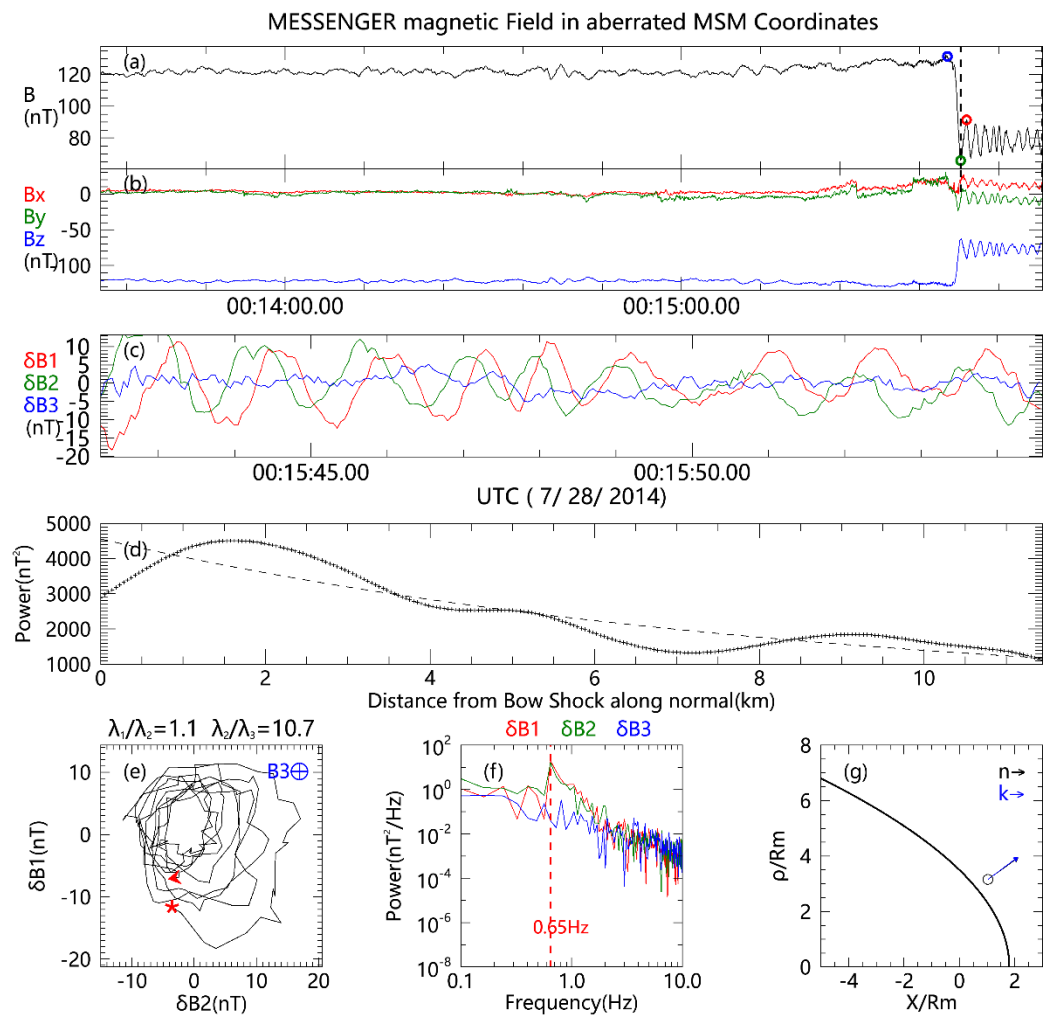 MESSENGER magnetic Field in aberrated MSM Coordinates
(a)
120
100
80
B
(nT)
(b)
Bx
By
Bz
(nT)
0
-50
-100
00:14:00.00 00:15:00.00
(c)
δB1
δB2
δB3
(nT)
10
5
0
-5
-10
-15
-20
00:15:45.00 00:15:50.00
UTC ( 7/ 28/ 2014)
(d)
Power(nT²)
5000
4000
3000
2000
1000
0 2 4 6 8 10
Distance from Bow Shock along normal(km)
λ₁/λ₂=1.1 λ₂/λ₃=10.7
(e)
B3⊕
δB1(nT)
10
0
-10
-20
-10 0 10 20
δB2(nT)
δB1 δB2 δB3
(f)
Power(nT²/Hz)
10²
10⁰
10⁻²
10⁻⁴
10⁻⁶
10⁻⁸
0.65Hz
0.1 1.0 10.0
Frequency(Hz)
(g)
n→
k→
ρ/Rm
8
6
4
2
0
-4 -2 0 2
X/Rm